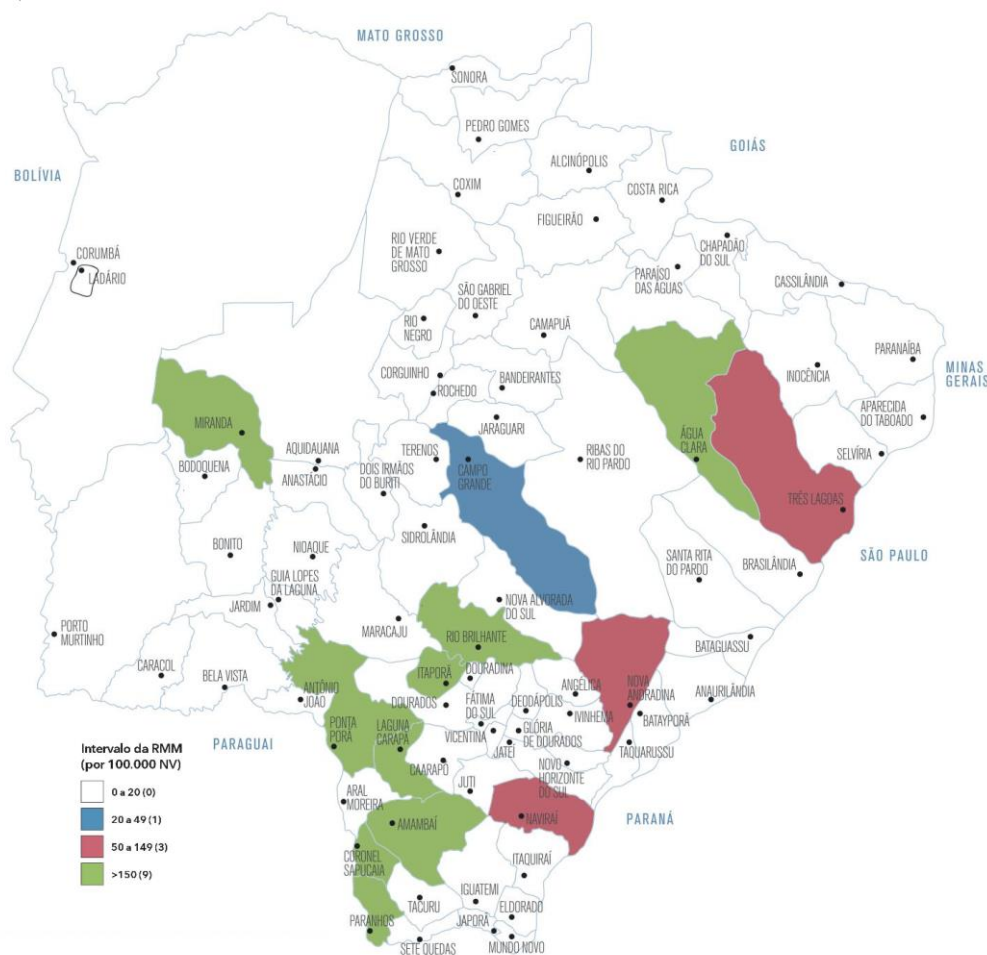 MATO GROSSO
SONORA
PEDRO GOMES
GOIÁS
ALCINÓPOLIS
BOLÍVIA
COXIM
COSTA RICA
FIGUEIRÃO
RIO VERDE
DE MATO
GROSSO
CHAPADÃO
DO SUL
CORUMBÁ
LADÁRIO
PARAÍSO
DAS ÁGUAS
CASSILÂNDIA
SÃO GABRIEL
DO OESTE
RIO
NEGRO
CAMAPUÃ
PARANAÍBA
MINAS
GERAIS
CORGUINHO
ROCHEDO
BANDEIRANTES
INOCÊNCIA
APARECIDA
DO TABOADO
MIRANDA
JARAGUARI
AQUIDAUANA
ANASTÁCIO
BODOQUENA
TERENOS
DOIS IRMÃOS
DO BURITI
CAMPO
GRANDE
RIBAS DO
RIO PARDO
ÁGUA
CLARA
SELVÍRIA
TRÊS LAGOAS
SIDROLÂNDIA
SÃO PAULO
BONITO
NIOAQUE
SANTA RITA
DO PARDO
BRASILÂNDIA
GUIA LOPES
DA LAGUNA
JARDIM
NOVA ALVORADA
DO SUL
PORTO
MURTINHO
MARACAJU
RIO BRILHANTE
BATAGUASSU
CARACOL
BELA VISTA
ITAPORÃ
DOURADINA
ANGÉLICA
NOVA
ANDRADINA
ANAURILÂNDIA
ANTÔNIO
JOÃO
DOURADOS
FATIMA
DO SUL
DEODÁPOLIS
IVINHEMA
BATAYPORÃ
PARAGUAI
PONTA
PORÃ
LAGUNA
CARAPÃ
VICENTINA
GLÓRIA
DE DOURADOS
JATEÍ
TAQUARUSSU
CAARAPÓ
NOVO
HORIZONTE
DO SUL
JUTI
ARAL
MOREIRA
AMAMBAÍ
NAVIRAÍ
PARANÁ
CORONEL
SAPUCAIA
ITAQUIRAÍ
TACURU
IGUATEMI
ELDORADO
PARANHOS
JAPORÃ
SETE QUEDAS
MUNDO NOVO
Intervalo da RMM
(por 100.000 NV)
0 a 20 (0)
20 a 49 (1)
50 a 149 (3)
>150 (9)